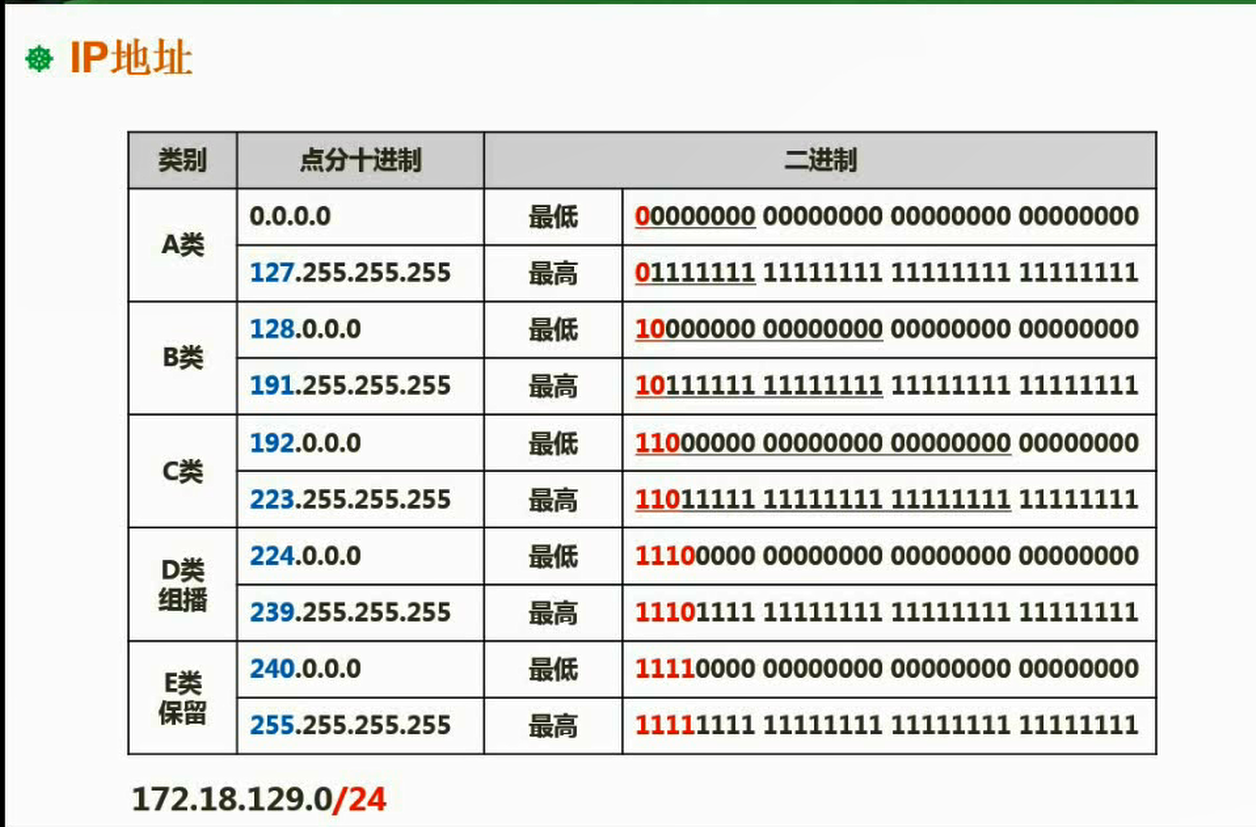 IP地址
类别 点分十进制 二进制
A类 0.0.0.0 最低 00000000 00000000 00000000 00000000
127.255.255.255 最高 01111111 11111111 11111111 11111111
B类 128.0.0.0 最低 10000000 00000000 00000000 00000000
191.255.255.255 最高 10111111 11111111 11111111 11111111
C类 192.0.0.0 最低 11000000 00000000 00000000 00000000
223.255.255.255 最高 11011111 11111111 11111111 11111111
D类 组播 224.0.0.0 最低 11100000 00000000 00000000 00000000
239.255.255.255 最高 11101111 11111111 11111111 11111111
E类 保留 240.0.0.0 最低 11110000 00000000 00000000 00000000
255.255.255.255 最高 11111111 11111111 11111111 11111111
172.18.129.0/24